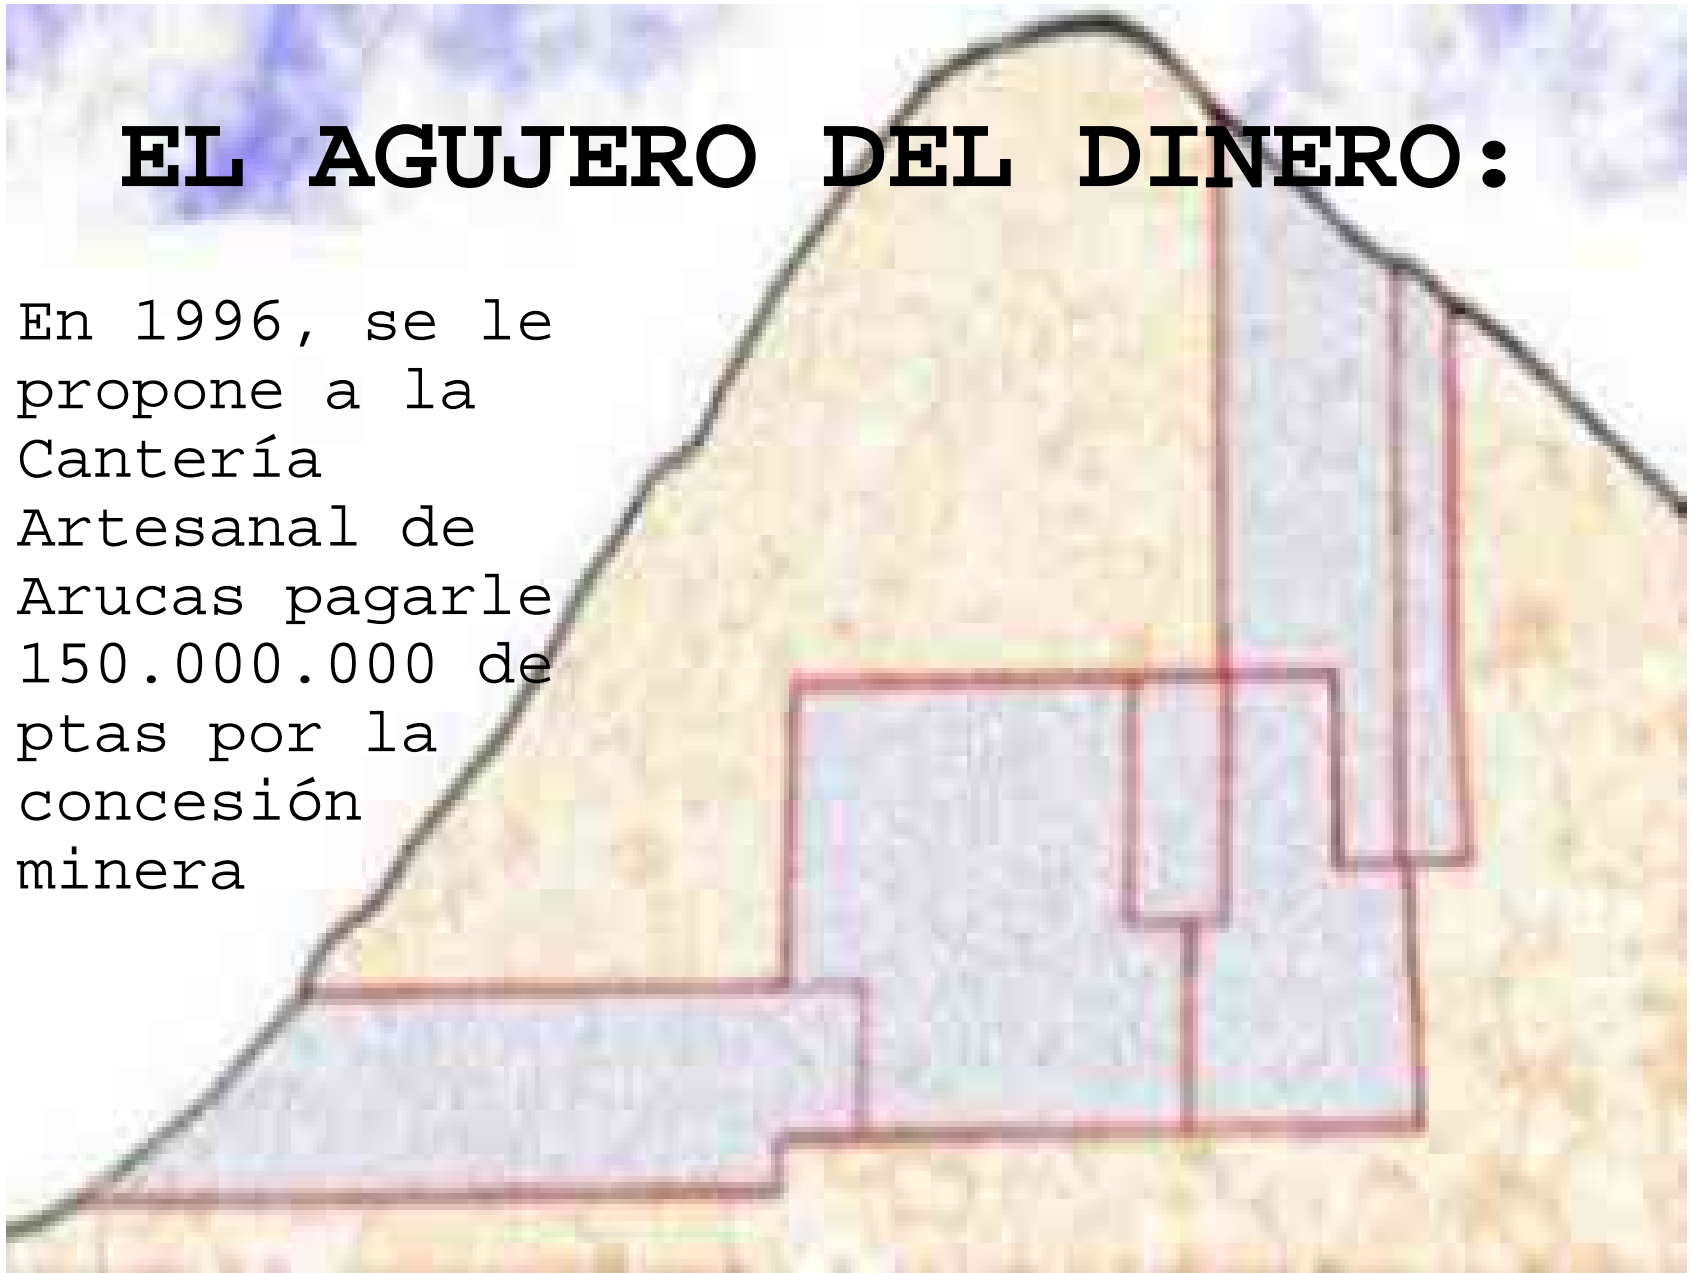 EL AGUJERO DEL DINERO:
En 1996, se le
propone a la
Cantería
Artesanal de
Arucas pagarle
150.000.000 de
ptas por la
concesión
minera